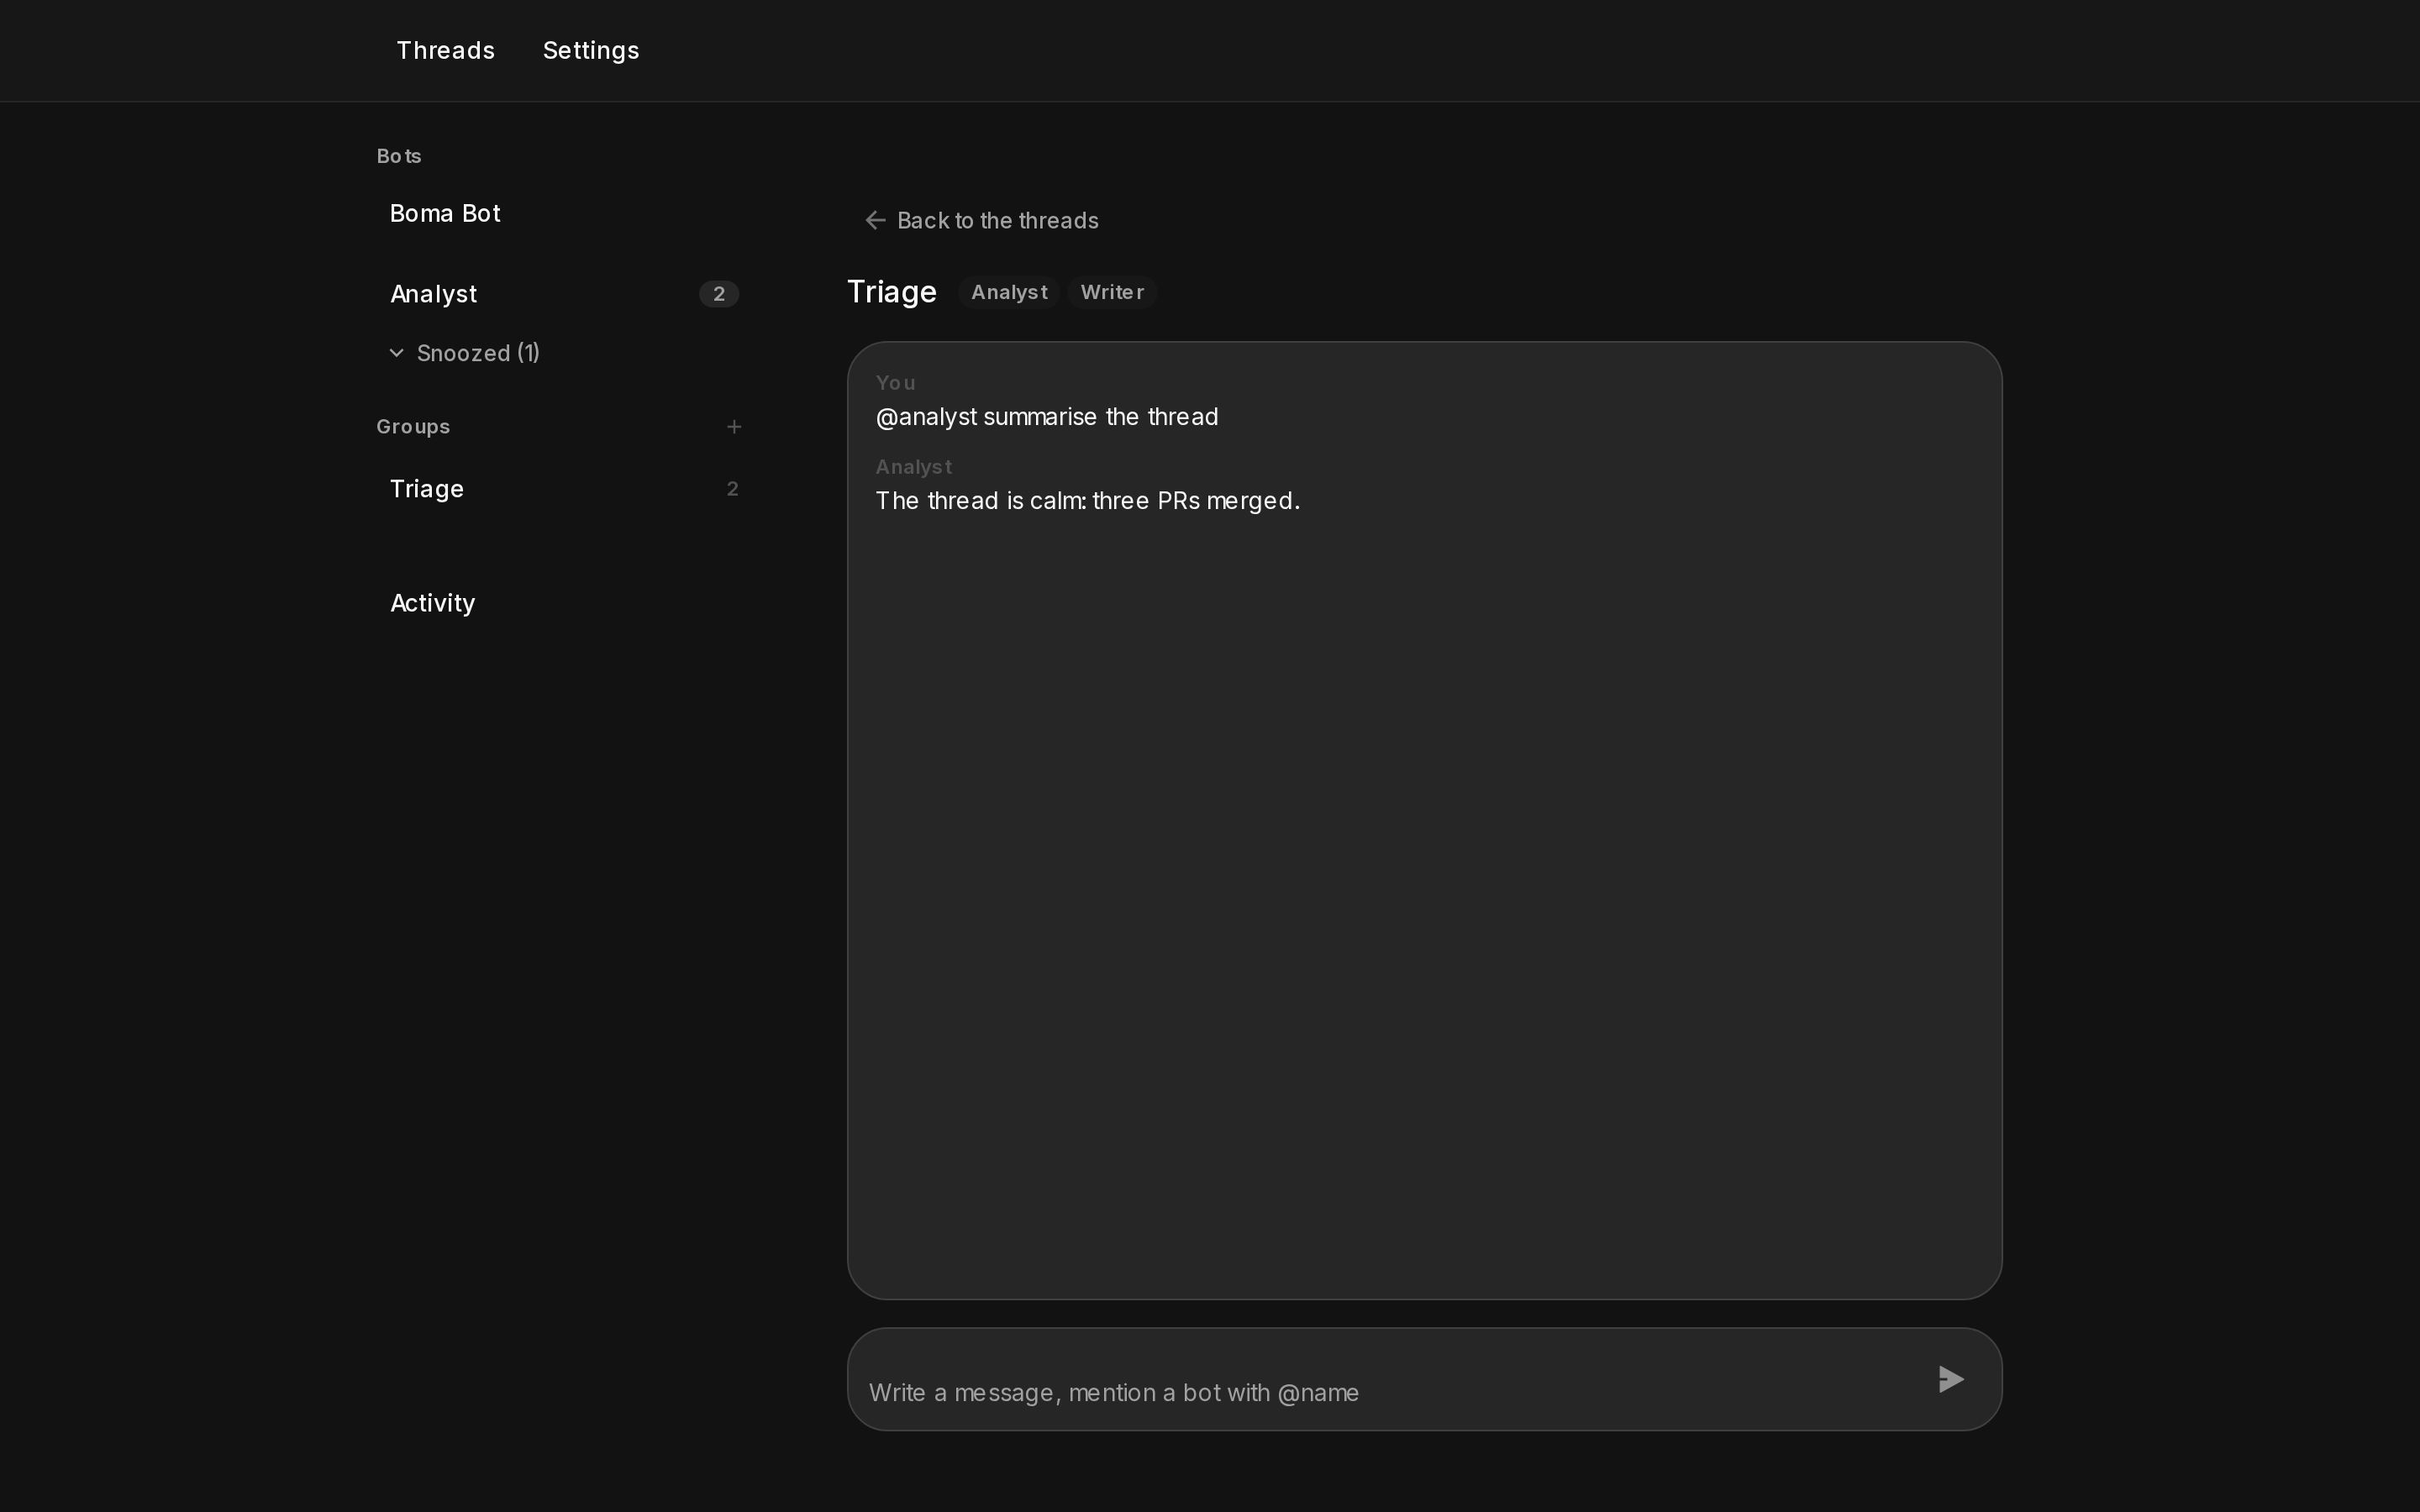 Threads Settings
Bots
Boma Bot
Analyst 2
Snoozed (1)
Groups +
Triage 2
Activity
Back to the threads
Triage Analyst Writer
You
@analyst summarise the thread
Analyst
The thread is calm: three PRs merged.
Write a message, mention a bot with @name